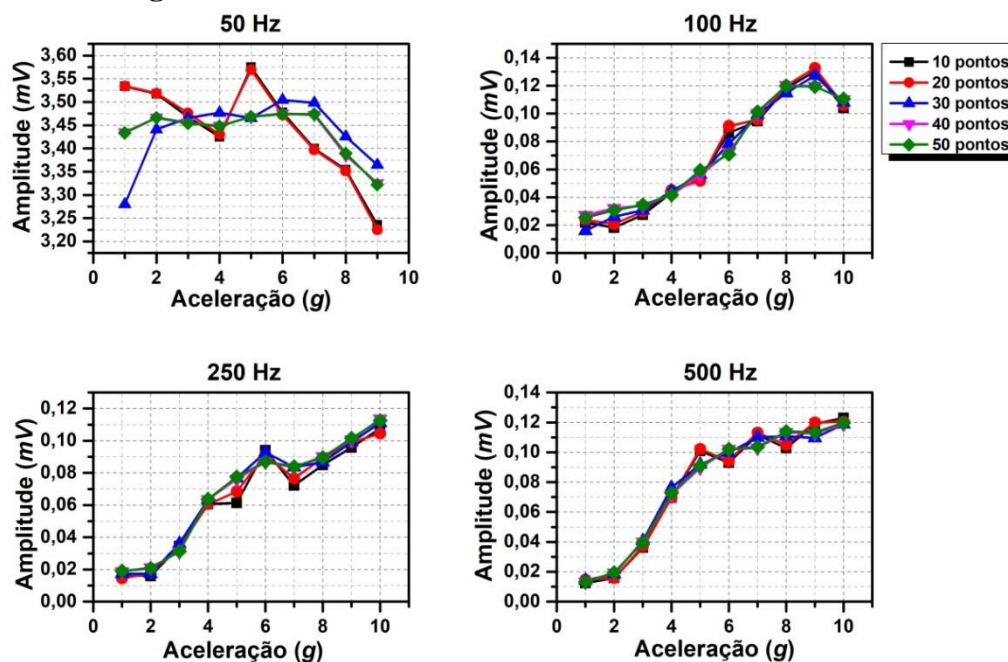 50 Hz
Amplitude (mV)
3,60
3,55
3,50
3,45
3,40
3,35
3,30
3,25
3,20
0 2 4 6 8 10
Aceleração (g)
100 Hz
Amplitude (mV)
0,14
0,12
0,10
0,08
0,06
0,04
0,02
0,00
0 2 4 6 8 10
Aceleração (g)
10 pontos
20 pontos
30 pontos
40 pontos
50 pontos
250 Hz
Amplitude (mV)
0,12
0,10
0,08
0,06
0,04
0,02
0,00
0 2 4 6 8 10
Aceleração (g)
500 Hz
Amplitude (mV)
0,14
0,12
0,10
0,08
0,06
0,04
0,02
0,00
0 2 4 6 8 10
Aceleração (g)